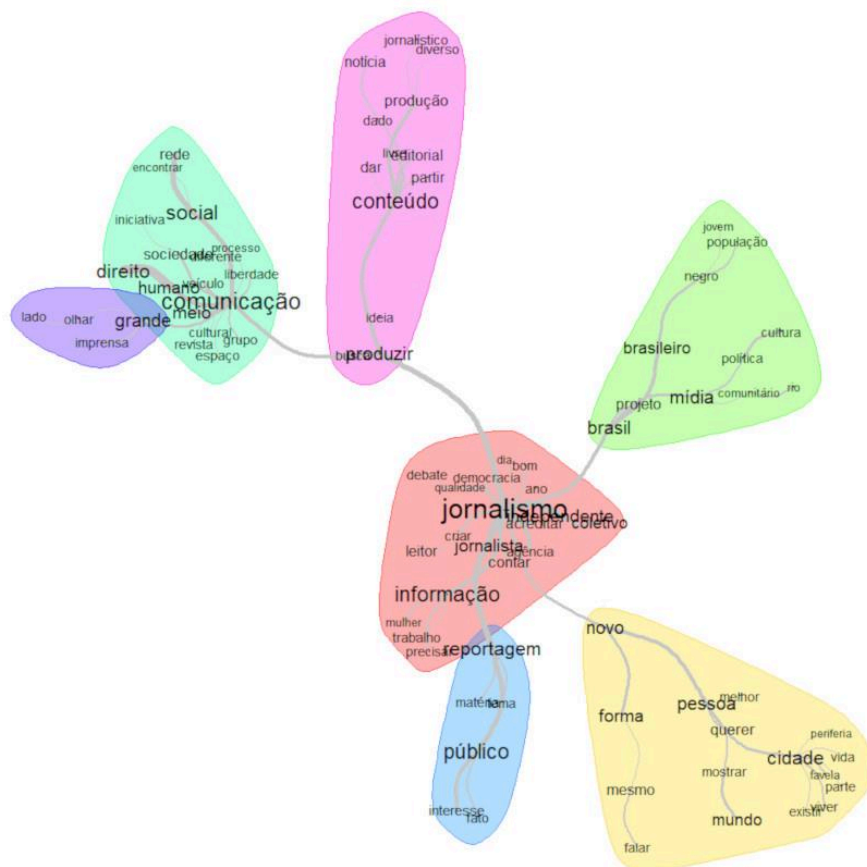 jornalístico
diverso
notícia
produção
dado
livre
editorial
dar
partir
conteúdo
ideia
busca
produzir
rede
encontrar
social
iniciativa
processo
sociedade
diferente
direito
veículo
liberdade
humano
comunicação
meio
cultural
grupo
revista
espaço
lado
olhar
grande
imprensa
jovem
população
negro
cultura
brasileiro
política
projeto
mídia
comunitário
rio
brasil
dia
bom
debate
democracia
qualidade
ano
jornalismo
independente
acreditar
coletivo
criar
leitor
jornalista
agência
contar
informação
mulher
trabalho
precisar
reportagem
matéria
tema
público
interesse
fato
novo
melhor
pessoa
forma
querer
periferia
cidade
vida
mostrar
favela
mesmo
parte
viver
existir
mundo
falar